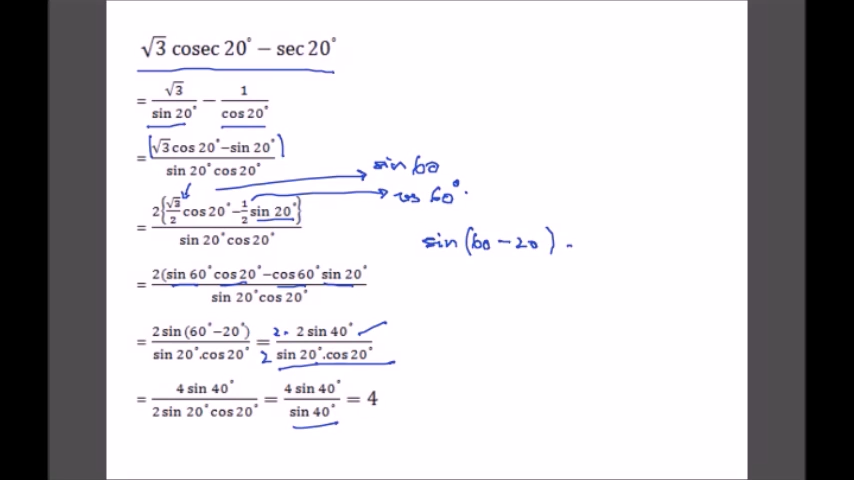 √3 cosec 20° − sec 20°
= √3/sin 20° − 1/cos 20°
= (√3cos 20°−sin 20°)/sin 20°cos 20°
sin 60
= 2{√3/2 cos 20°−1/2 sin 20°}/sin 20°cos 20°
cos 60°.
sin(60 − 20).
= 2(sin 60°cos 20°−cos 60°sin 20°/sin 20°cos 20°
= 2 sin (60°−20°)/sin 20°.cos 20° = 2. 2 sin 40°/2 sin 20°.cos 20°
= 4 sin 40°/2 sin 20°cos 20° = 4 sin 40°/sin 40° = 4